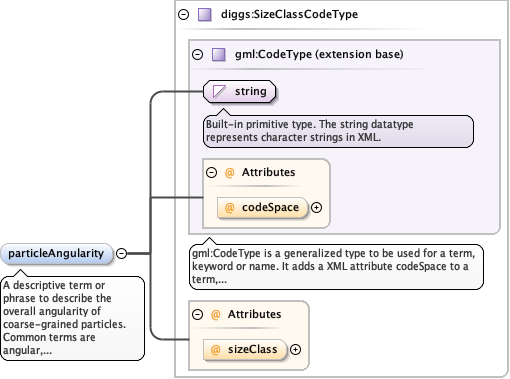 diggs:SizeClassCodeType
gml:CodeType (extension base)
string
Built-in primitive type. The string datatype
represents character strings in XML.
@ Attributes
@ codeSpace
particleAngularity
A descriptive term or
phrase to describe the
overall angularity of
coarse-grained particles.
Common terms are
angular,...
gml:CodeType is a generalized type to be used for a term,
keyword or name. It adds a XML attribute codeSpace to a
term,...
@ Attributes
@ sizeClass